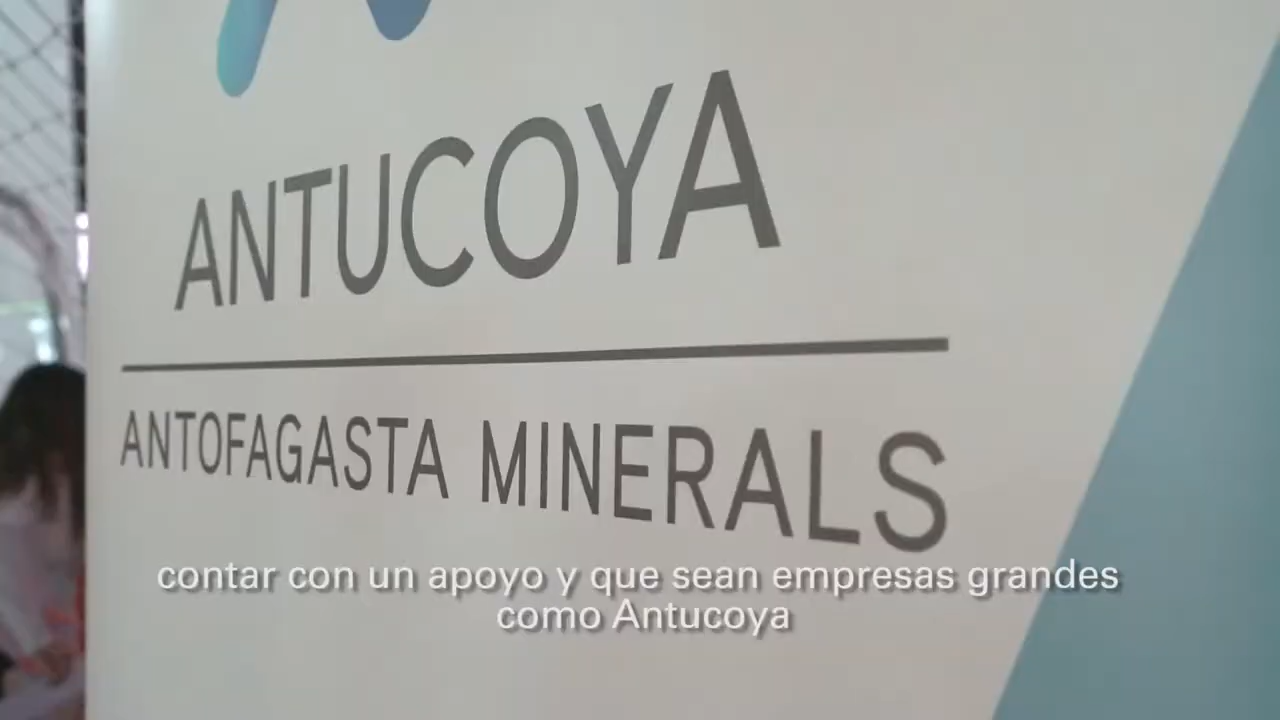 ANTUCOYA
ANTOFAGASTA MINERALS
contar con un apoyo y que sean empresas grandes
como Antucoya